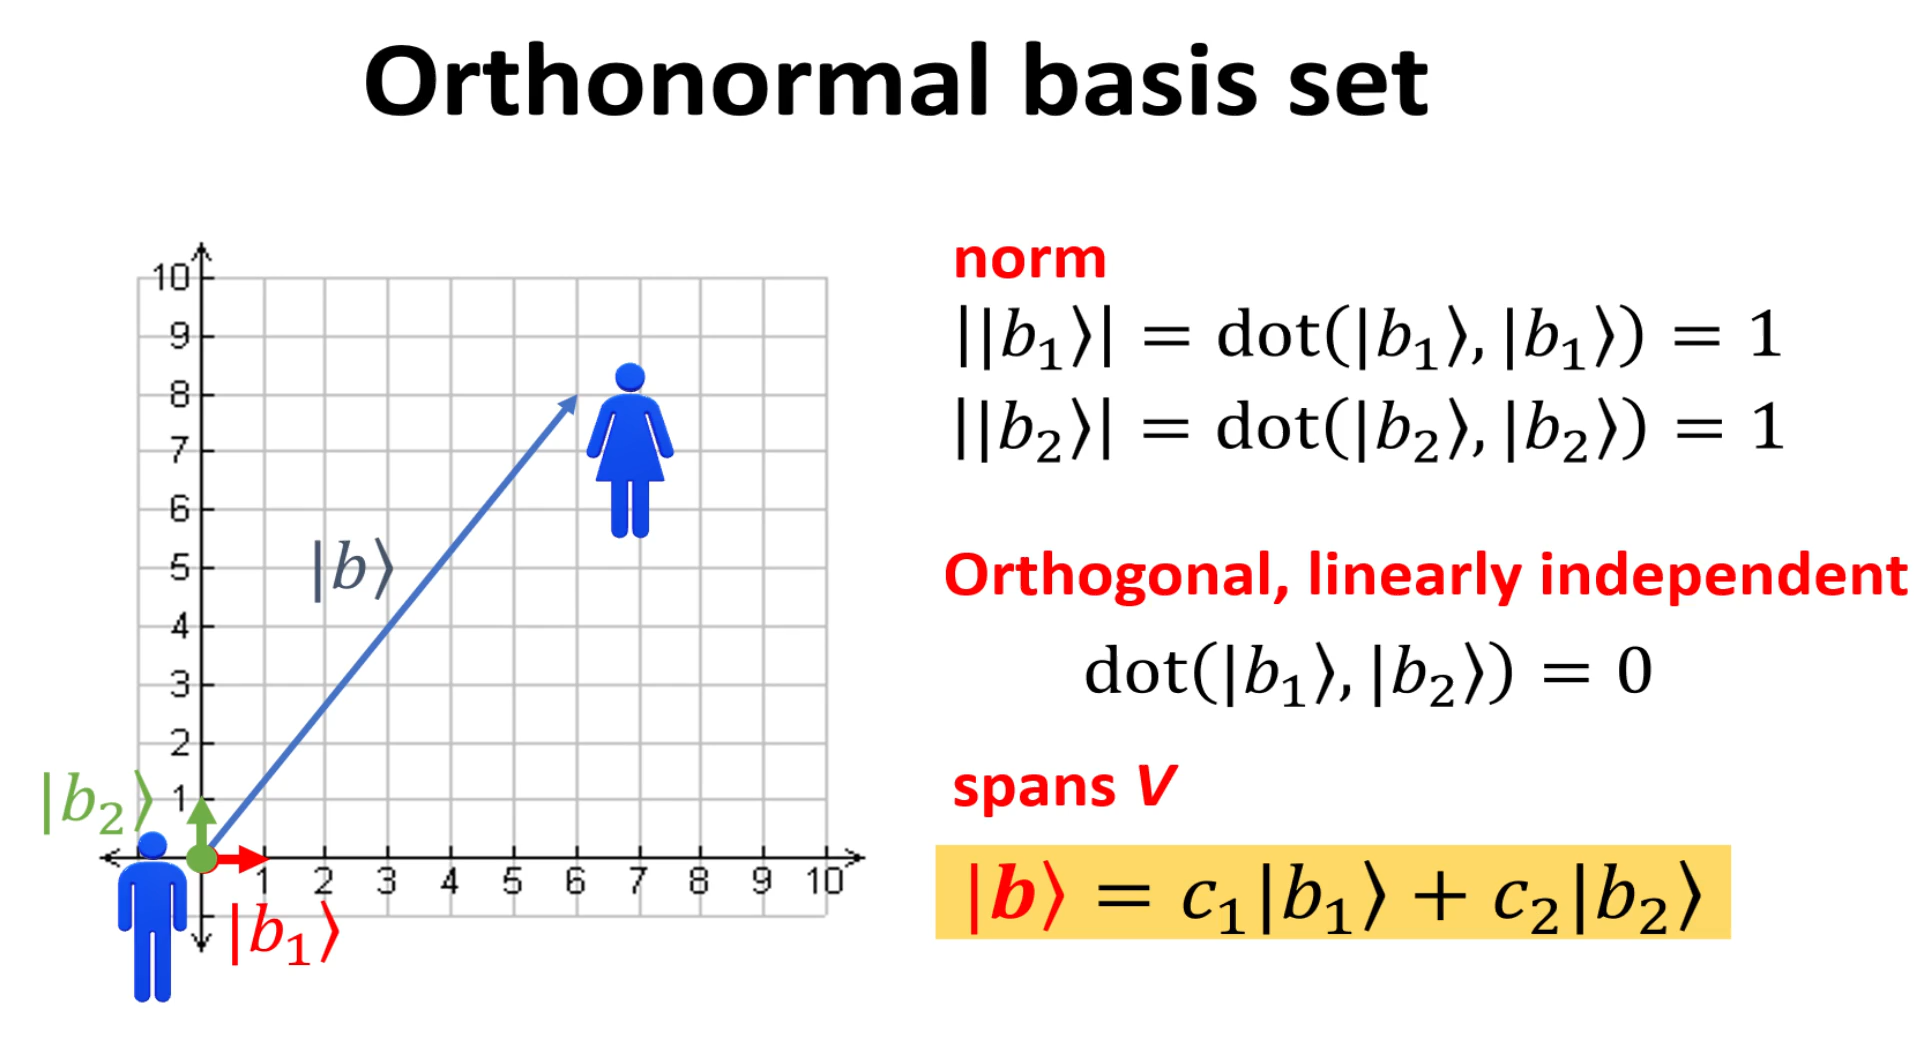 Orthonormal basis set
10
9
8
7
6
5
4
3
2
1
|b⟩
|b₂⟩
1 2 3 4 5 6 7 8 9 10
|b₁⟩
norm
||b₁⟩| = dot(|b₁⟩, |b₁⟩) = 1
||b₂⟩| = dot(|b₂⟩, |b₂⟩) = 1
Orthogonal, linearly independent
dot(|b₁⟩, |b₂⟩) = 0
spans V
|b⟩ = c₁|b₁⟩ + c₂|b₂⟩